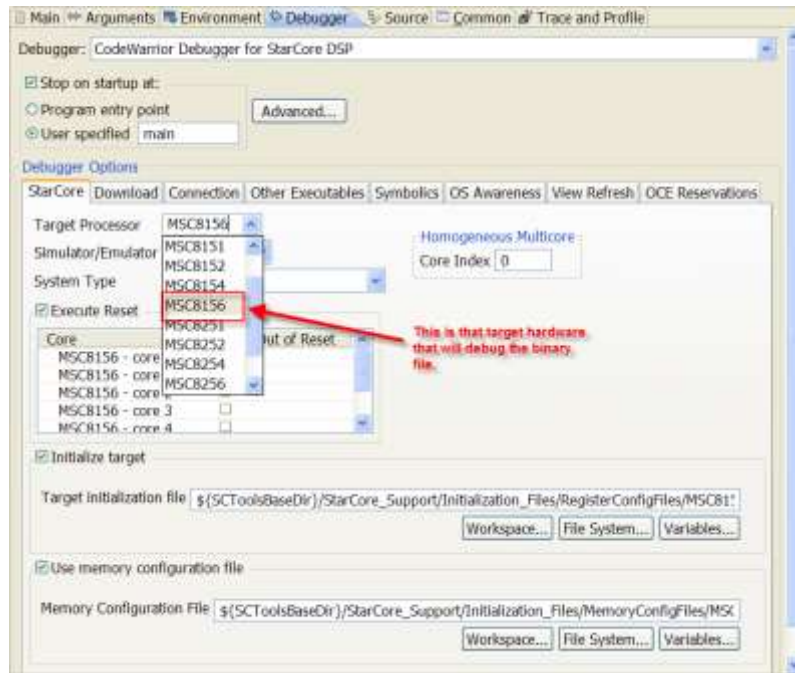 Main Arguments Environment Debugger Source Common Trace and Profile
Debugger: CodeWarrior Debugger for StarCore DSP
Stop on startup at:
Program entry point
Advanced...
User specified main
Debugger Options
StarCore Download Connection Other Executables Symbolics OS Awareness View Refresh OCE Reservations
Target Processor MSC8156
Homogeneous Multicore
Simulator/Emulator
Core Index 0
System Type
MSC8151
MSC8152
MSC8154
MSC8156
MSC8251
MSC8252
MSC8254
MSC8256
Execute Reset
Core ut of Reset
MSC8156 - core
MSC8156 - core
MSC8156 - core
MSC8156 - core 3
MSC8156 - core 4
This is that target hardware
that will debug the binary
file.
Initialize target
Target initialization file ${SCToolsBaseDir}/StarCore_Support/Initialization_Files/RegisterConfigFiles/MSC81
Workspace... File System... Variables...
Use memory configuration file
Memory Configuration File ${SCToolsBaseDir}/StarCore_Support/Initialization_Files/MemoryConfigFiles/MSC
Workspace... File System... Variables...